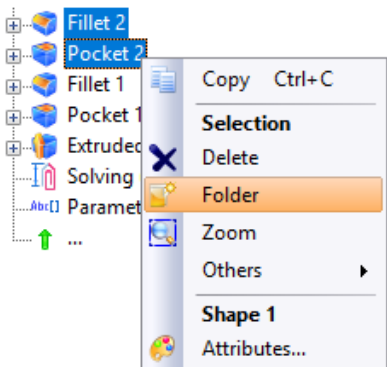 Fillet 2
Pocket 2
Fillet 1
Pocket 1
Extruded
Solving
Abc[]
Paramet
...
Copy Ctrl+C
Selection
Delete
Folder
Zoom
Others
Shape 1
Attributes...